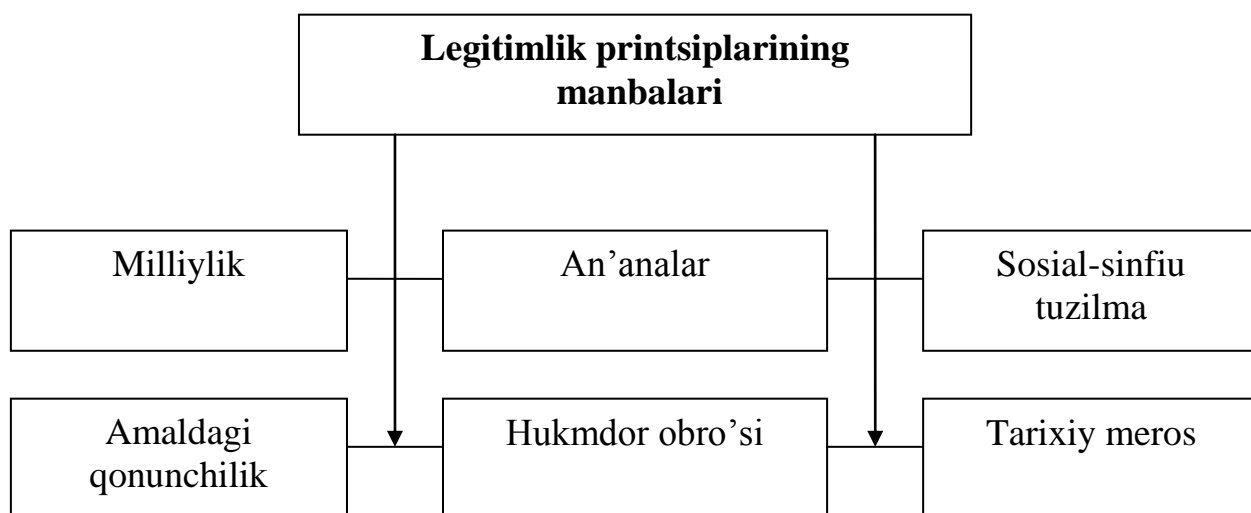 Legitimlik printsiplarining
manbalari
Milliylik
An’analar
Sosial-sinfiu
tuzilma
Amaldagi
qonunchilik
Hukmdor obro’si
Tarixiy meros